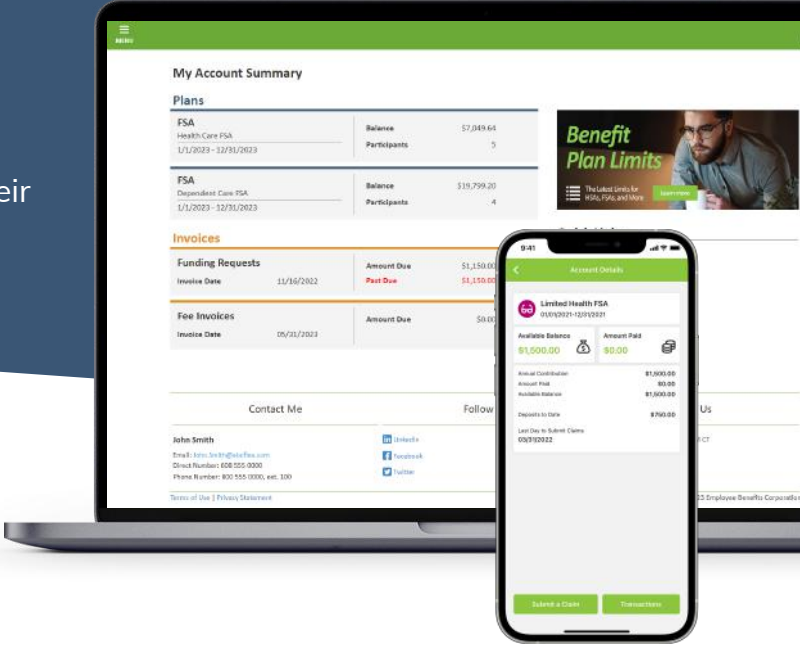 eir
MENU
My Account Summary
Plans
FSA
Health Care FSA
1/1/2023 - 12/31/2023
Balance $7,049.64
Participants 5
FSA
Dependent Care FSA
1/1/2023 - 12/31/2023
Balance $19,799.20
Participants 4
Benefit
Plan Limits
The Latest Limits for
HSAs, FSAs, and More
Learn more
Invoices
Funding Requests
Invoice Date 11/16/2022
Amount Due $1,150.00
Past Due $1,150.00
Fee Invoices
Invoice Date 05/31/2023
Amount Due $0.00
Contact Me
John Smith
Email: John.Smith@ebcflex.com
Direct Number: 608 555 0000
Phone Number: 800 555 0000, ext. 100
Terms of Use | Privacy Statement
Follow
LinkedIn
Facebook
Twitter
Us
CT
Employee Benefits Corporation
9:41
Account Details
Limited Health FSA
01/01/2021-12/31/2021
Available Balance
$1,500.00
Amount Paid
$0.00
Annual Contribution $1,500.00
Amount Paid $0.00
Available Balance $1,500.00
Deposits to Date $750.00
Last Day to Submit Claims
03/31/2022
Submit a Claim
Transactions